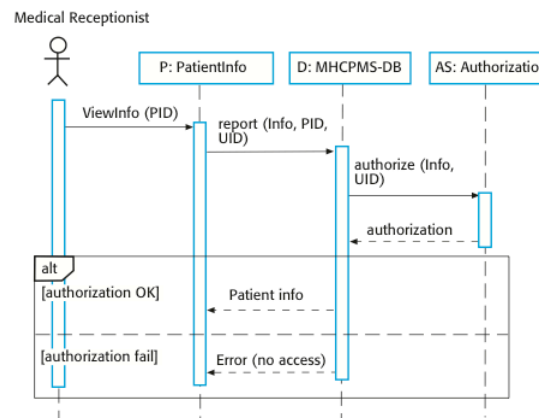 Medical Receptionist
P: PatientInfo
D: MHCPMS-DB
AS: Authorizatio
ViewInfo (PID)
report (Info, PID,
UID)
authorize (Info,
UID)
authorization
alt
[authorization OK]
Patient info
[authorization fail]
Error (no access)